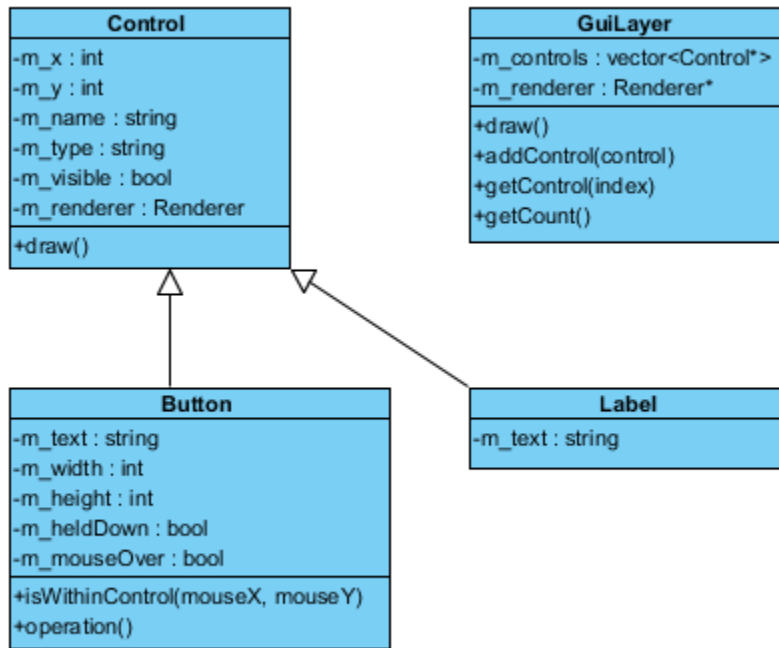 Control
-m_x : int
-m_y : int
-m_name : string
-m_type : string
-m_visible : bool
-m_renderer : Renderer
+draw()
GuiLayer
-m_controls : vector<Control*>
-m_renderer : Renderer*
+draw()
+addControl(control)
+getControl(index)
+getCount()
Button
-m_text : string
-m_width : int
-m_height : int
-m_heldDown : bool
-m_mouseOver : bool
+isWithinControl(mouseX, mouseY)
+operation()
Label
-m_text : string